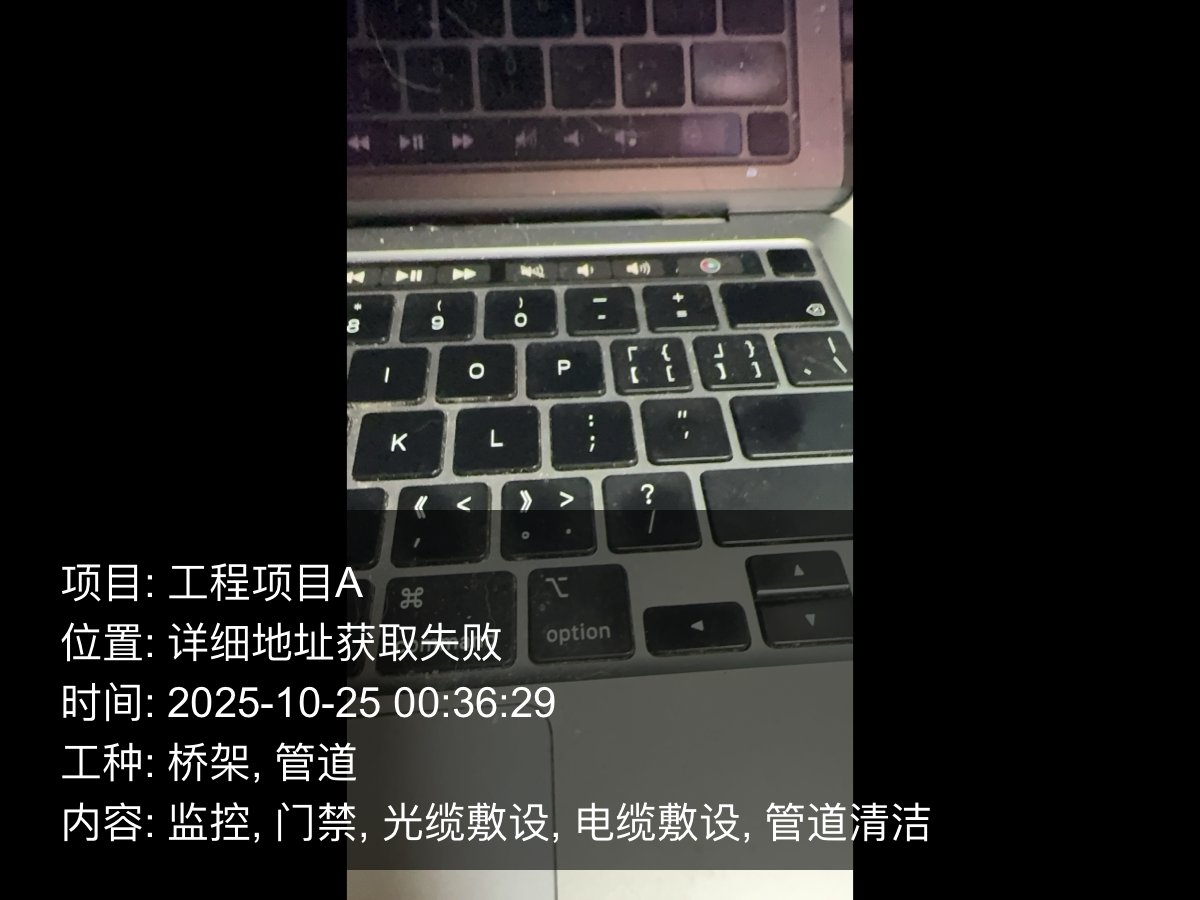 * ( ) — +
8 9 0 - =
I O P 「 { [ [ 」 } ] ] | 、 \
K L : ; " '
《 < , 》 > 。 . ? /
⌘ ⌥
option
项目: 工程项目A
位置: 详细地址获取失败
时间: 2025-10-25 00:36:29
工种: 桥架, 管道
内容: 监控, 门禁, 光缆敷设, 电缆敷设, 管道清洁